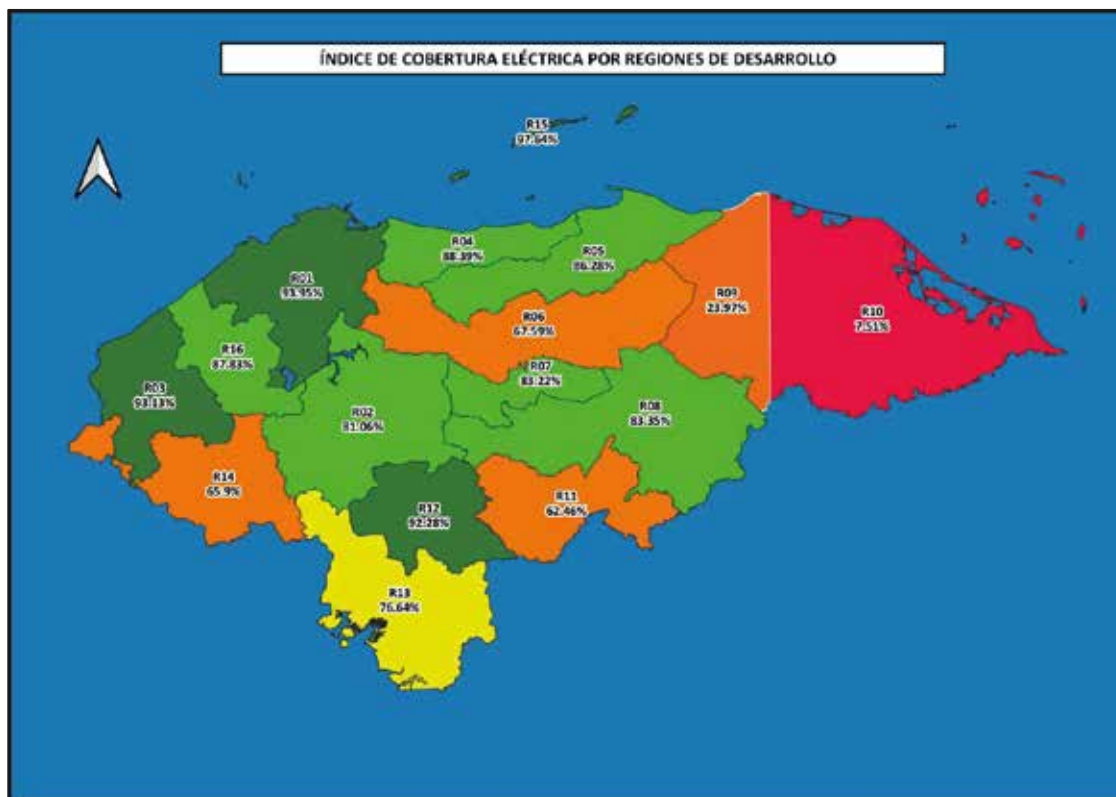 ÍNDICE DE COBERTURA ELÉCTRICA POR REGIONES DE DESARROLLO
R15
97.64%
R04
88.39%
R05
86.28%
R01
93.95%
R09
23.97%
R10
7.51%
R06
67.59%
R16
87.83%
R07
83.22%
R03
93.13%
R02
81.06%
R08
83.35%
R14
65.9%
R11
62.46%
R12
92.28%
R13
76.64%